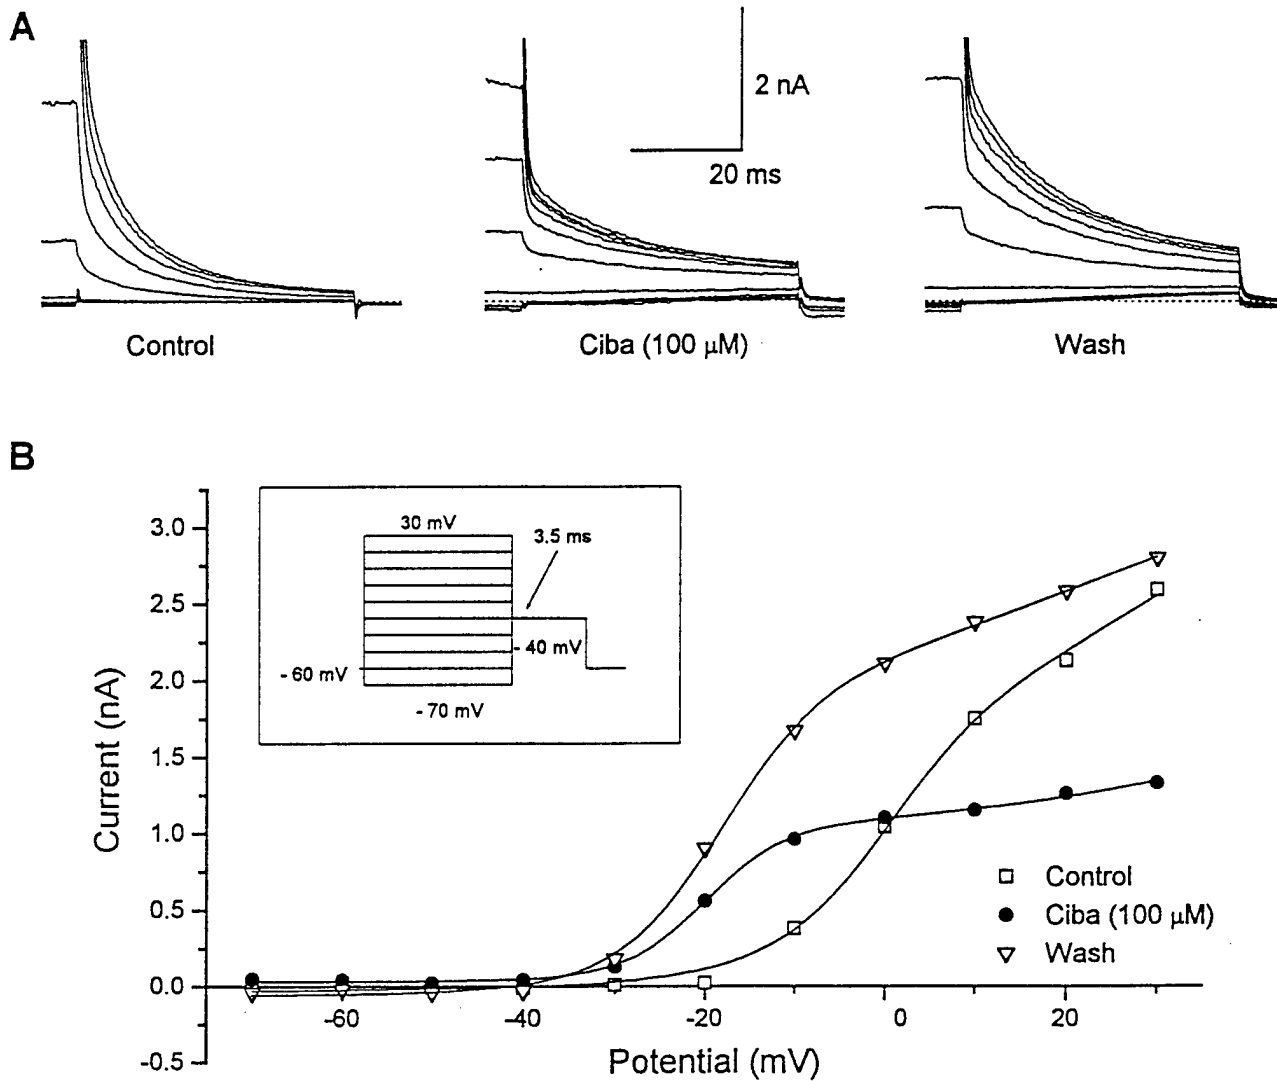 A
2 nA
20 ms
Control
Ciba (100 μM)
Wash
B
30 mV
3.5 ms
- 40 mV
- 60 mV
- 70 mV
Current (nA)
3.0
2.5
2.0
1.5
1.0
0.5
0.0
-0.5
-60
-40
-20
0
20
Potential (mV)
Control
Ciba (100 μM)
Wash